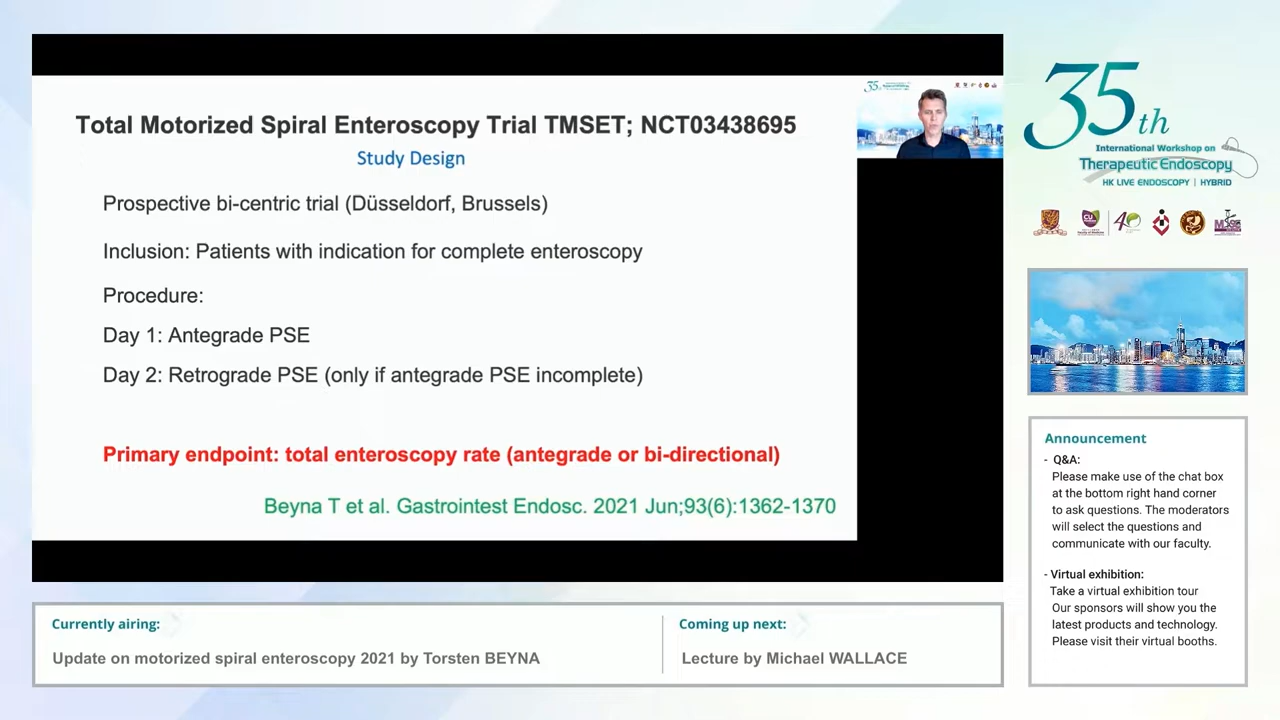 Total Motorized Spiral Enteroscopy Trial TMSET; NCT03438695
Study Design
Prospective bi-centric trial (Düsseldorf, Brussels)
Inclusion: Patients with indication for complete enteroscopy
Procedure:
Day 1: Antegrade PSE
Day 2: Retrograde PSE (only if antegrade PSE incomplete)
Primary endpoint: total enteroscopy rate (antegrade or bi-directional)
Beyna T et al. Gastrointest Endosc. 2021 Jun;93(6):1362-1370
35th
International Workshop on
Therapeutic Endoscopy
HK LIVE ENDOSCOPY | HYBRID
Announcement
- Q&A:
Please make use of the chat box
at the bottom right hand corner
to ask questions. The moderators
will select the questions and
communicate with our faculty.
- Virtual exhibition:
Take a virtual exhibition tour
Our sponsors will show you the
latest products and technology.
Please visit their virtual booths.
Currently airing:
Update on motorized spiral enteroscopy 2021 by Torsten BEYNA
Coming up next:
Lecture by Michael WALLACE